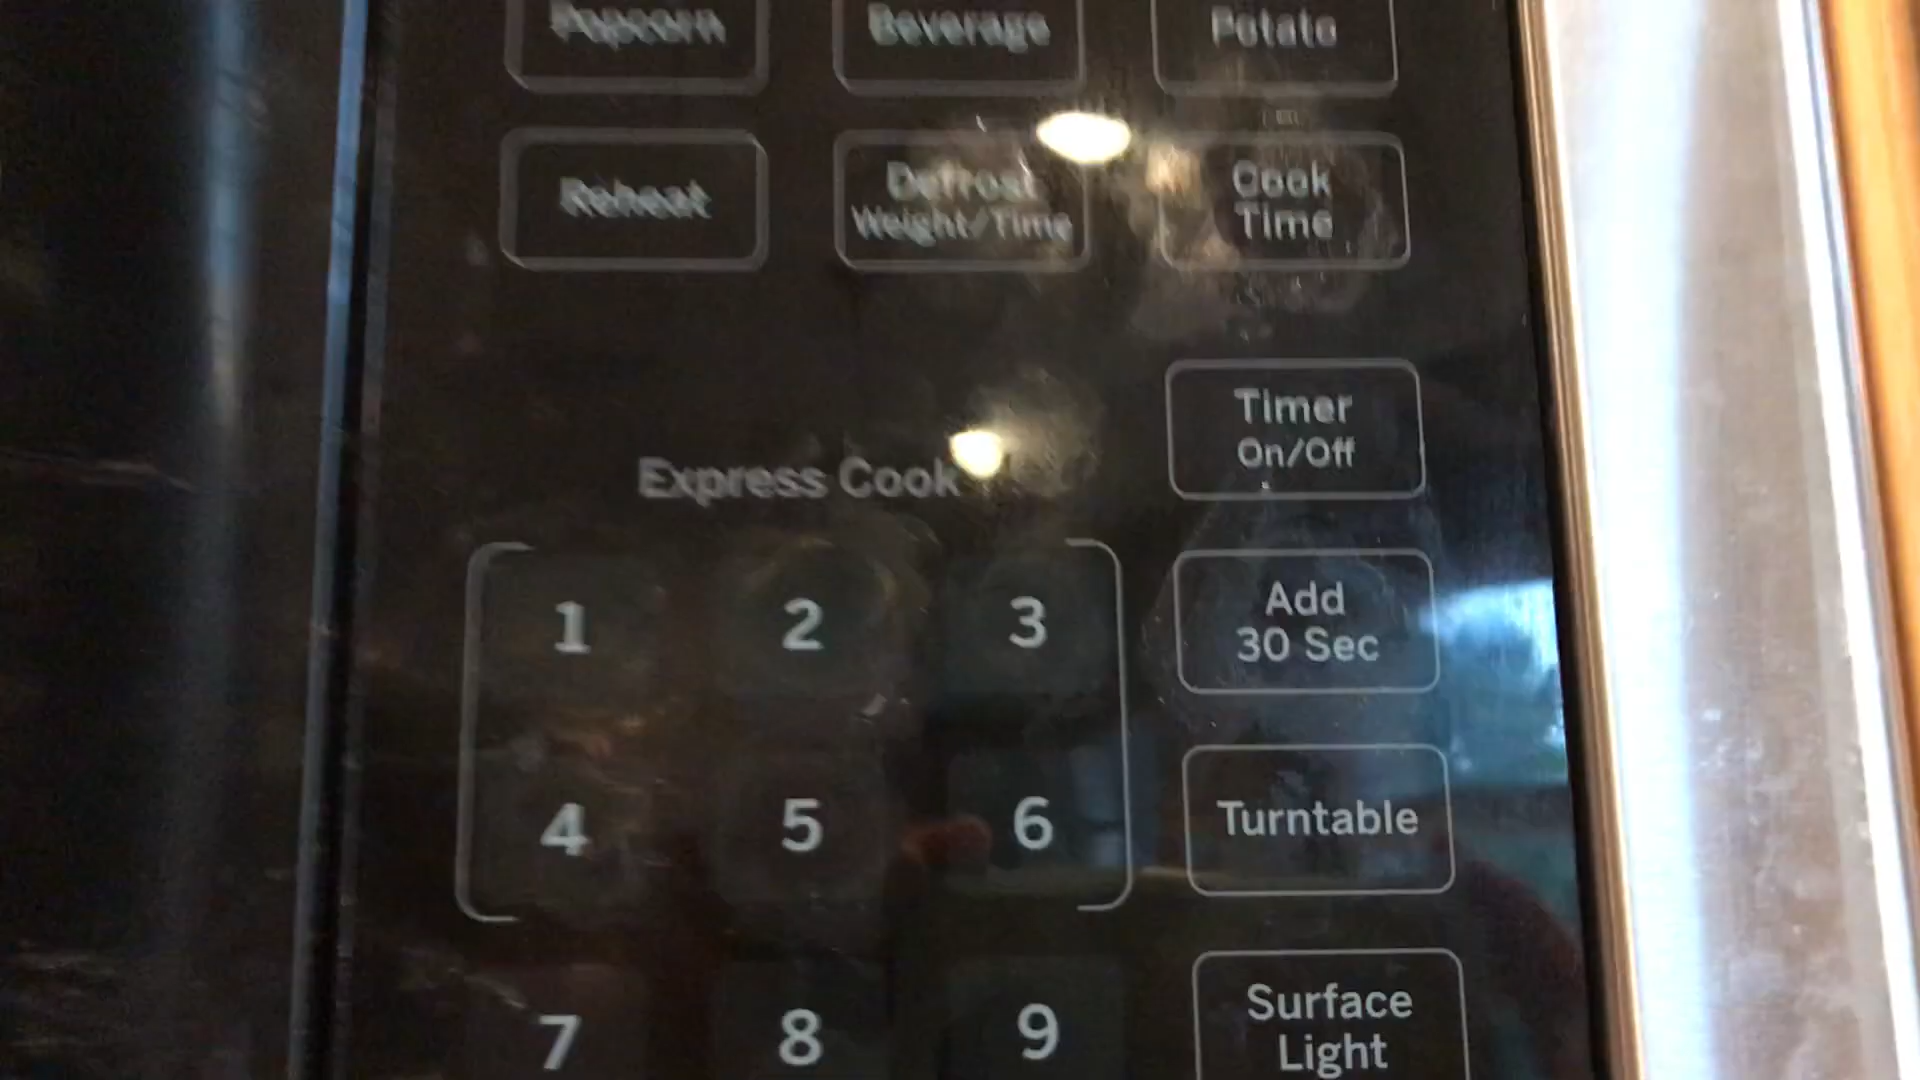 Popcorn
Beverage
Potato
Reheat
Defrost
Weight/Time
Cook
Time
Timer
On/Off
Express Cook
1
2
3
Add
30 Sec
4
5
6
Turntable
7
8
9
Surface
Light